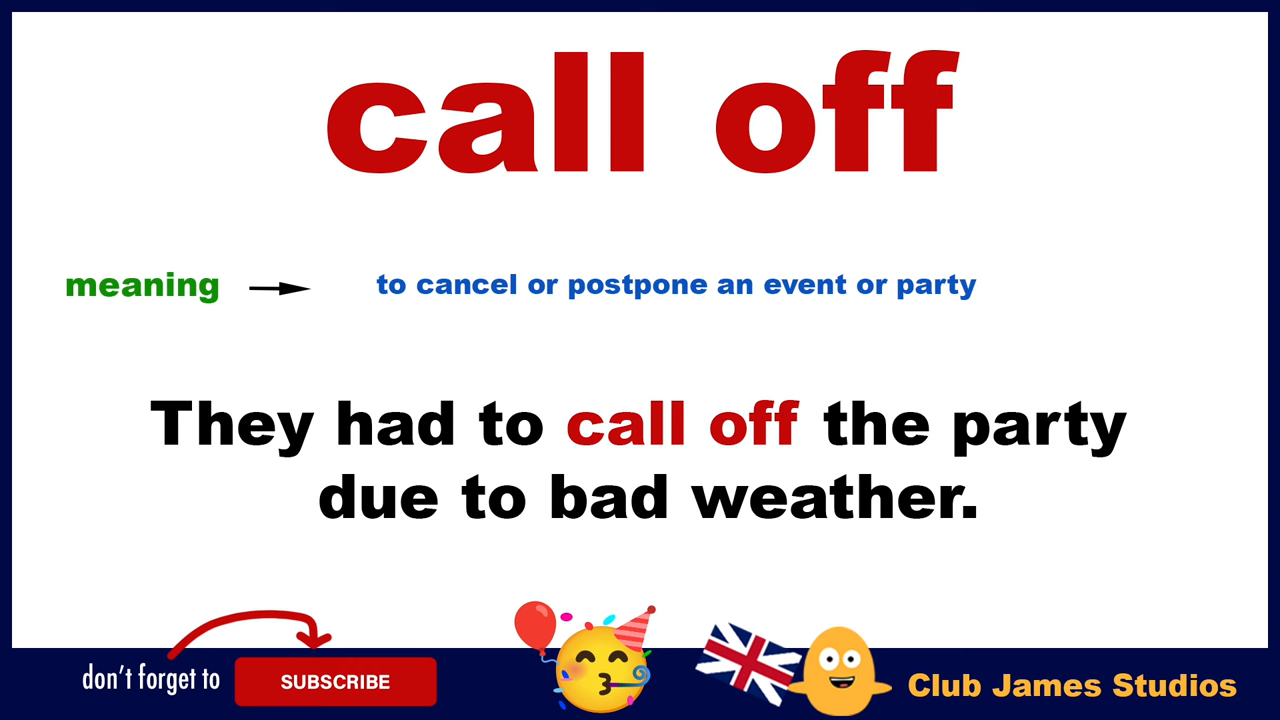 call off
meaning
to cancel or postpone an event or party
They had to call off the party
due to bad weather.
don't forget to
SUBSCRIBE
Club James Studios